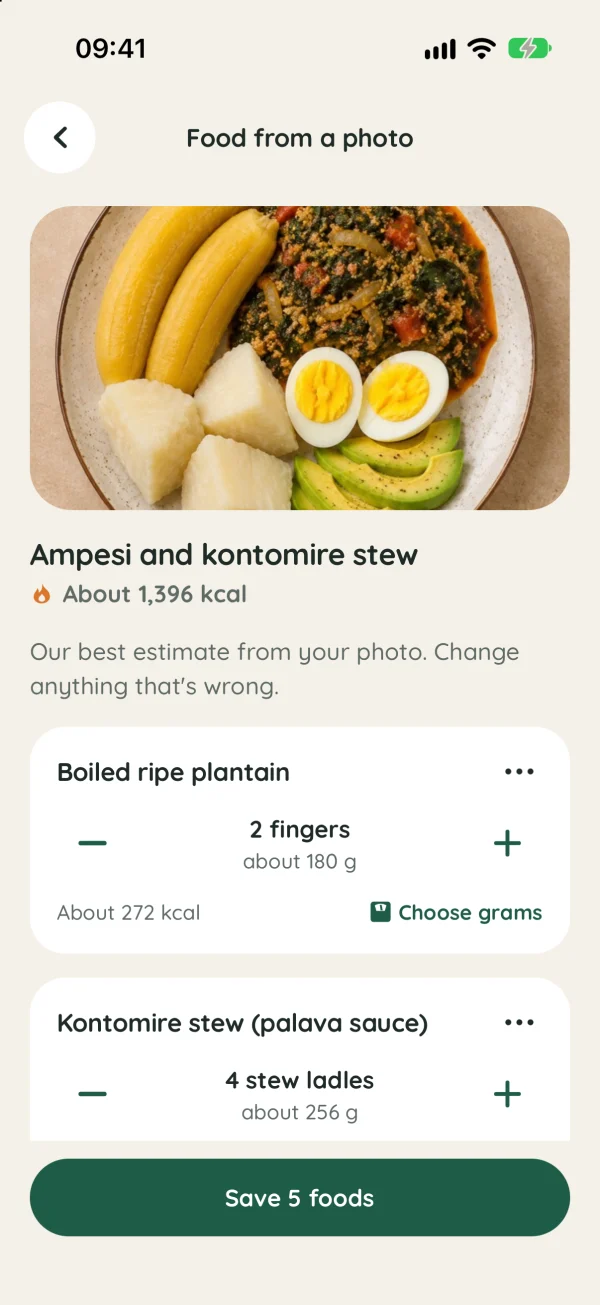 09:41
Food from a photo
Ampesi and kontomire stew
About 1,396 kcal
Our best estimate from your photo. Change
anything that's wrong.
Boiled ripe plantain
2 fingers
about 180 g
About 272 kcal
Choose grams
Kontomire stew (palava sauce)
4 stew ladles
about 256 g
Save 5 foods